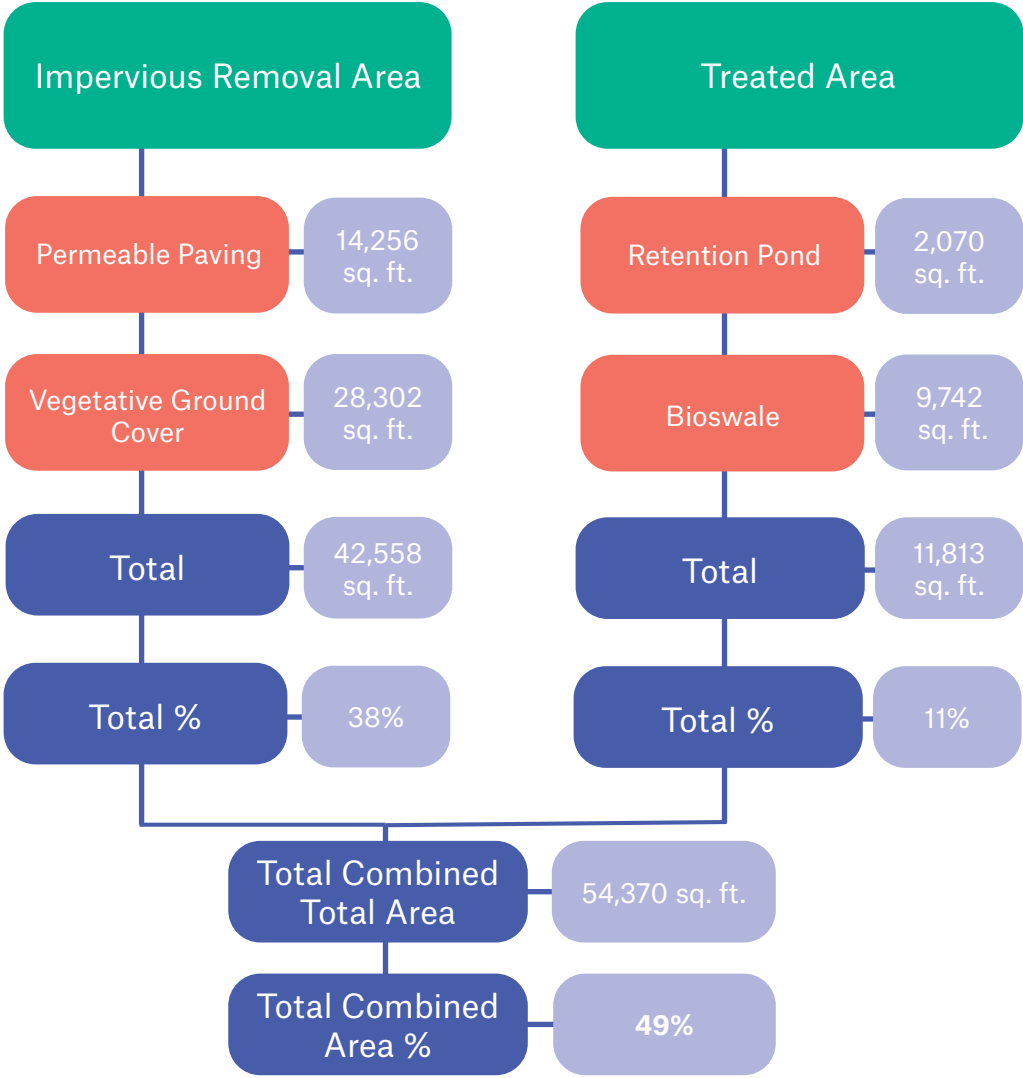 Impervious Removal Area
Permeable Paving
14,256
sq. ft.
Vegetative Ground
Cover
28,302
sq. ft.
Total
42,558
sq. ft.
Total %
38%
Treated Area
Retention Pond
2,070
sq. ft.
Bioswale
9,742
sq. ft.
Total
11,813
sq. ft.
Total %
11%
Total Combined
Total Area
54,370 sq. ft.
Total Combined
Area %
49%